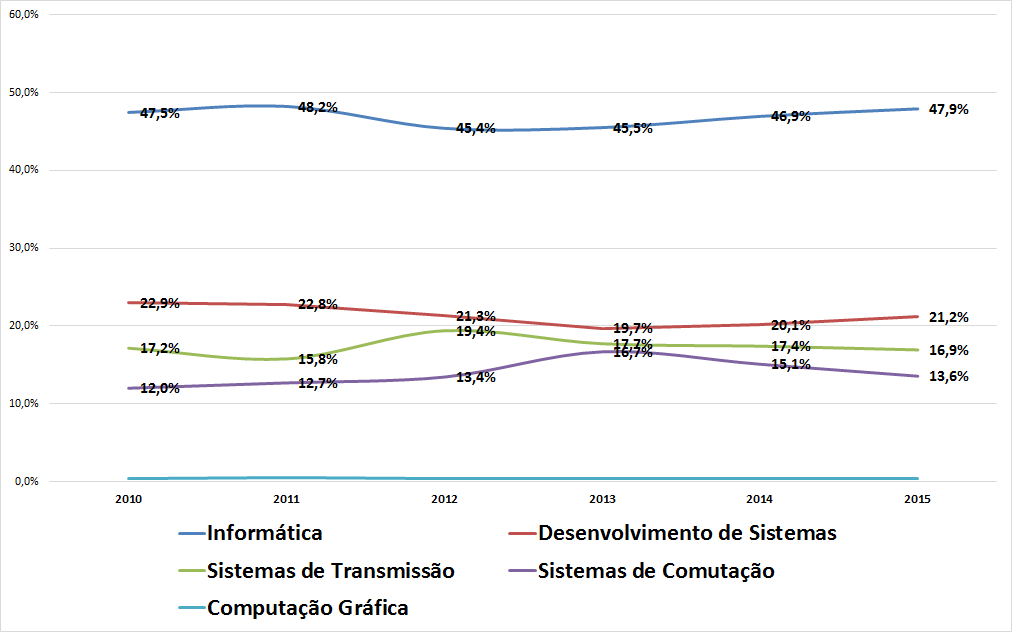 60,0%
50,0%
47,5% 48,2% 45,4% 45,5% 46,9% 47,9%
40,0%
30,0%
22,9% 22,8% 21,3% 19,7% 20,1% 21,2%
20,0%
17,2% 15,8% 19,4% 17,7% 17,4% 16,9%
12,0% 12,7% 13,4% 16,7% 15,1% 13,6%
10,0%
0,0%
2010 2011 2012 2013 2014 2015
Informática Desenvolvimento de Sistemas
Sistemas de Transmissão Sistemas de Comutação
Computação Gráfica